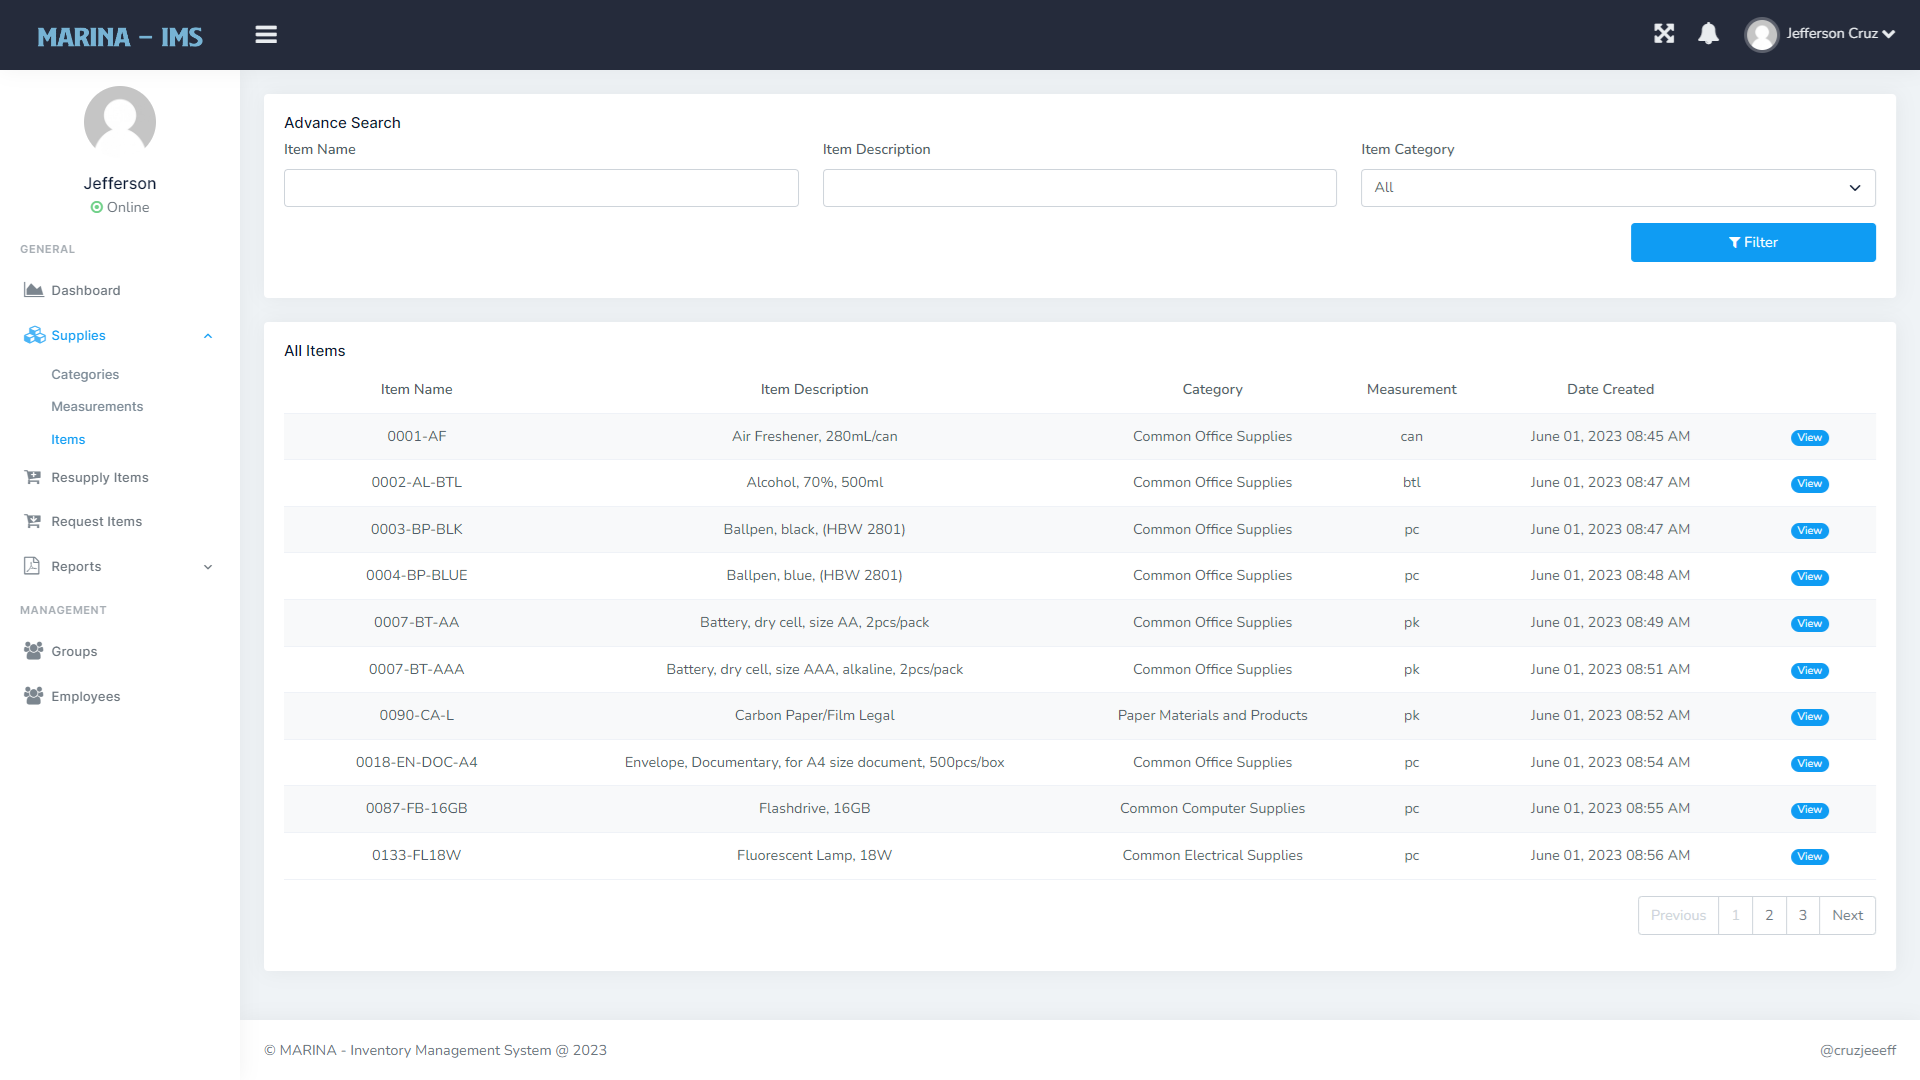 MARINA – IMS
Jefferson Cruz
Jefferson
Online
GENERAL
Dashboard
Supplies
Categories
Measurements
Items
Resupply Items
Request Items
Reports
MANAGEMENT
Groups
Employees
Advance Search
Item Name Item Description Item Category
All
Filter
All Items
Item Name Item Description Category Measurement Date Created
0001-AF Air Freshener, 280mL/can Common Office Supplies can June 01, 2023 08:45 AM View
0002-AL-BTL Alcohol, 70%, 500ml Common Office Supplies btl June 01, 2023 08:47 AM View
0003-BP-BLK Ballpen, black, (HBW 2801) Common Office Supplies pc June 01, 2023 08:47 AM View
0004-BP-BLUE Ballpen, blue, (HBW 2801) Common Office Supplies pc June 01, 2023 08:48 AM View
0007-BT-AA Battery, dry cell, size AA, 2pcs/pack Common Office Supplies pk June 01, 2023 08:49 AM View
0007-BT-AAA Battery, dry cell, size AAA, alkaline, 2pcs/pack Common Office Supplies pk June 01, 2023 08:51 AM View
0090-CA-L Carbon Paper/Film Legal Paper Materials and Products pk June 01, 2023 08:52 AM View
0018-EN-DOC-A4 Envelope, Documentary, for A4 size document, 500pcs/box Common Office Supplies pc June 01, 2023 08:54 AM View
0087-FB-16GB Flashdrive, 16GB Common Computer Supplies pc June 01, 2023 08:55 AM View
0133-FL18W Fluorescent Lamp, 18W Common Electrical Supplies pc June 01, 2023 08:56 AM View
Previous 1 2 3 Next
© MARINA - Inventory Management System @ 2023
@cruzjeeeff